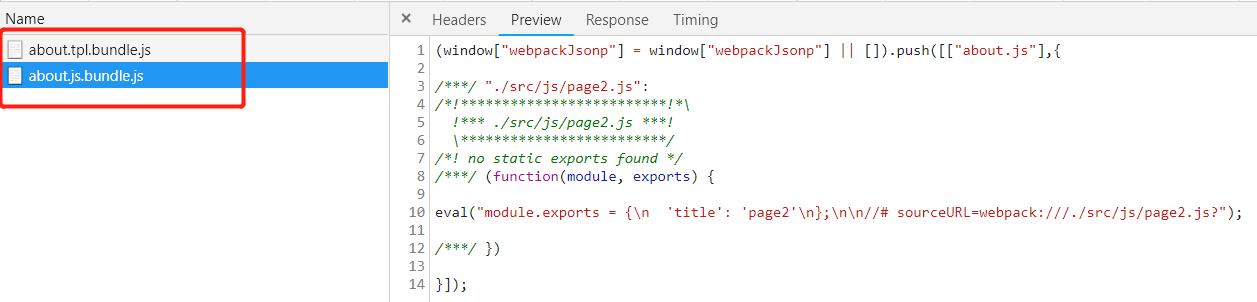 Name
about.tpl.bundle.js
about.js.bundle.js
× Headers Preview Response Timing
1 (window["webpackJsonp"] = window["webpackJsonp"] || []).push([["about.js"],{
2
3 /***/ "./src/js/page2.js":
4 /*!*************************!*\
5   !*** ./src/js/page2.js ***!
6   \*************************/
7 /*! no static exports found */
8 /***/ (function(module, exports) {
9
10 eval("module.exports = {\n  'title': 'page2'\n};\n\n//# sourceURL=webpack:///./src/js/page2.js?");
11
12 /***/ })
13
14 }]);